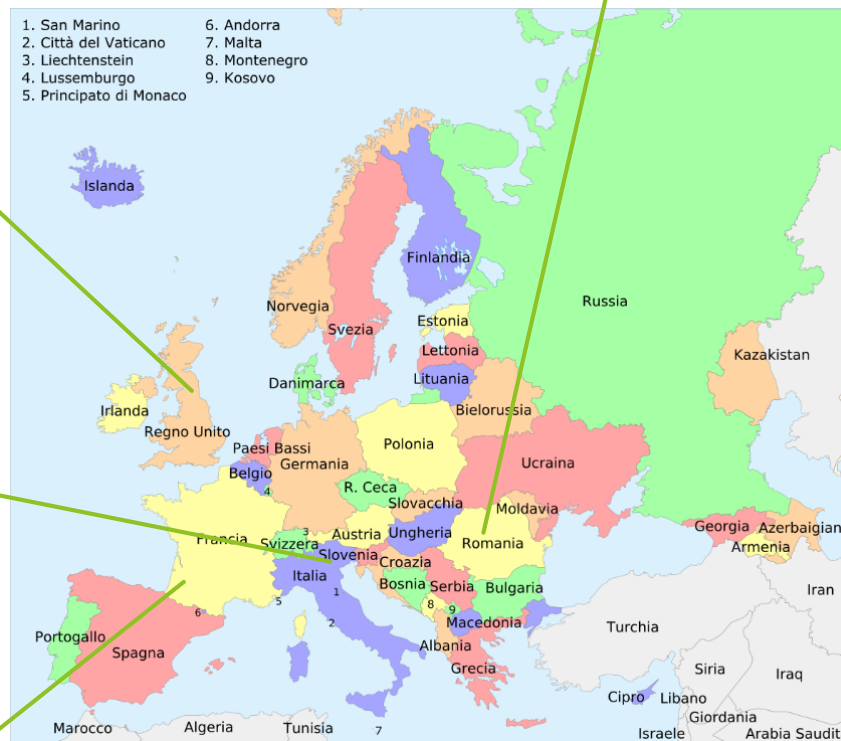 1. San Marino
2. Città del Vaticano
3. Liechtenstein
4. Lussemburgo
5. Principato di Monaco
6. Andorra
7. Malta
8. Montenegro
9. Kosovo
Islanda
Finlandia
Norvegia
Russia
Svezia
Estonia
Lettonia
Kazakistan
Lituania
Danimarca
Irlanda
Bielorussia
Regno Unito
Polonia
Paesi Bassi
Germania
Ucraina
Belgio
4
R. Ceca
Slovacchia
Moldavia
Francia
3
Austria
Ungheria
Georgia
Azerbaigian
Svizzera
Slovenia
Romania
Armenia
Croazia
Italia
Bosnia
Serbia
Bulgaria
Iran
1
5
8
9
6
2
Macedonia
Turchia
Portogallo
Spagna
Albania
Grecia
Siria
Iraq
Cipro
Libano
Giordania
Marocco
Algeria
Tunisia
7
Israele
Arabia Saudit